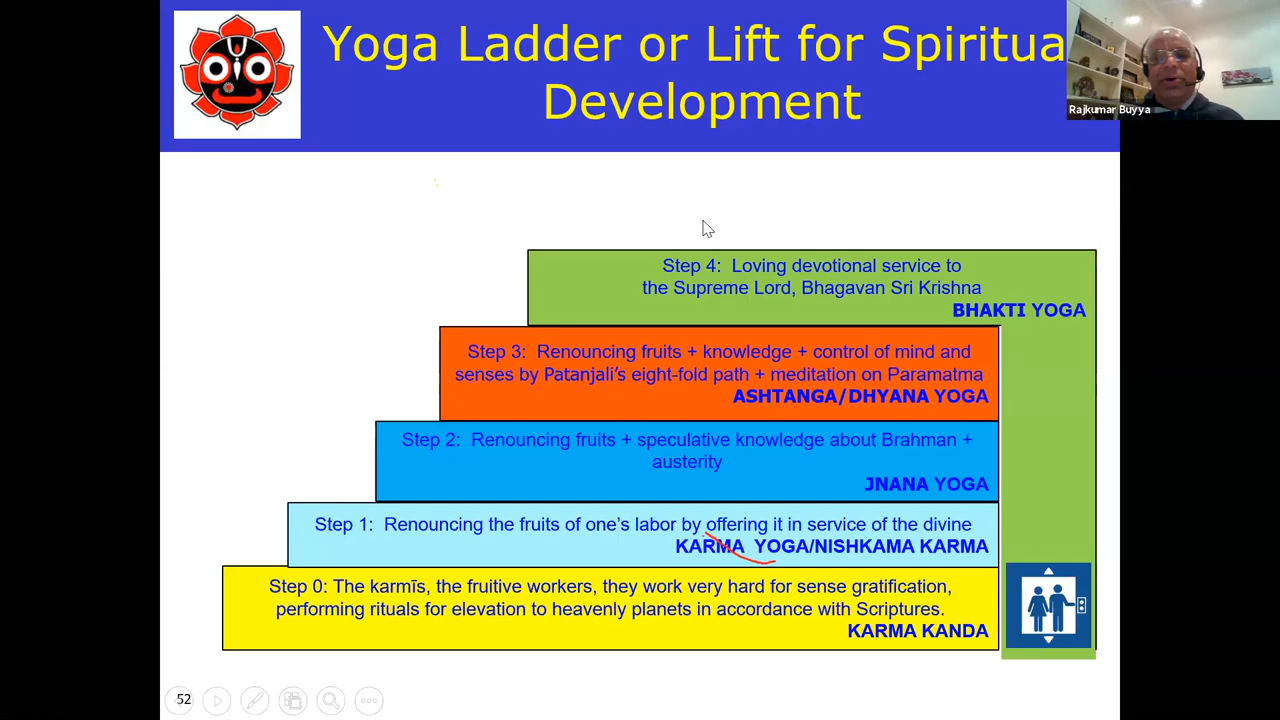 Yoga Ladder or Lift for Spiritua
Development
Rajkumar Buyya
Step 4: Loving devotional service to
the Supreme Lord, Bhagavan Sri Krishna
BHAKTI YOGA
Step 3: Renouncing fruits + knowledge + control of mind and
senses by Patanjali's eight-fold path + meditation on Paramatma
ASHTANGA/DHYANA YOGA
Step 2: Renouncing fruits + speculative knowledge about Brahman +
austerity
JNANA YOGA
Step 1: Renouncing the fruits of one's labor by offering it in service of the divine
KARMA YOGA/NISHKAMA KARMA
Step 0: The karmīs, the fruitive workers, they work very hard for sense gratification,
performing rituals for elevation to heavenly planets in accordance with Scriptures.
KARMA KANDA
52